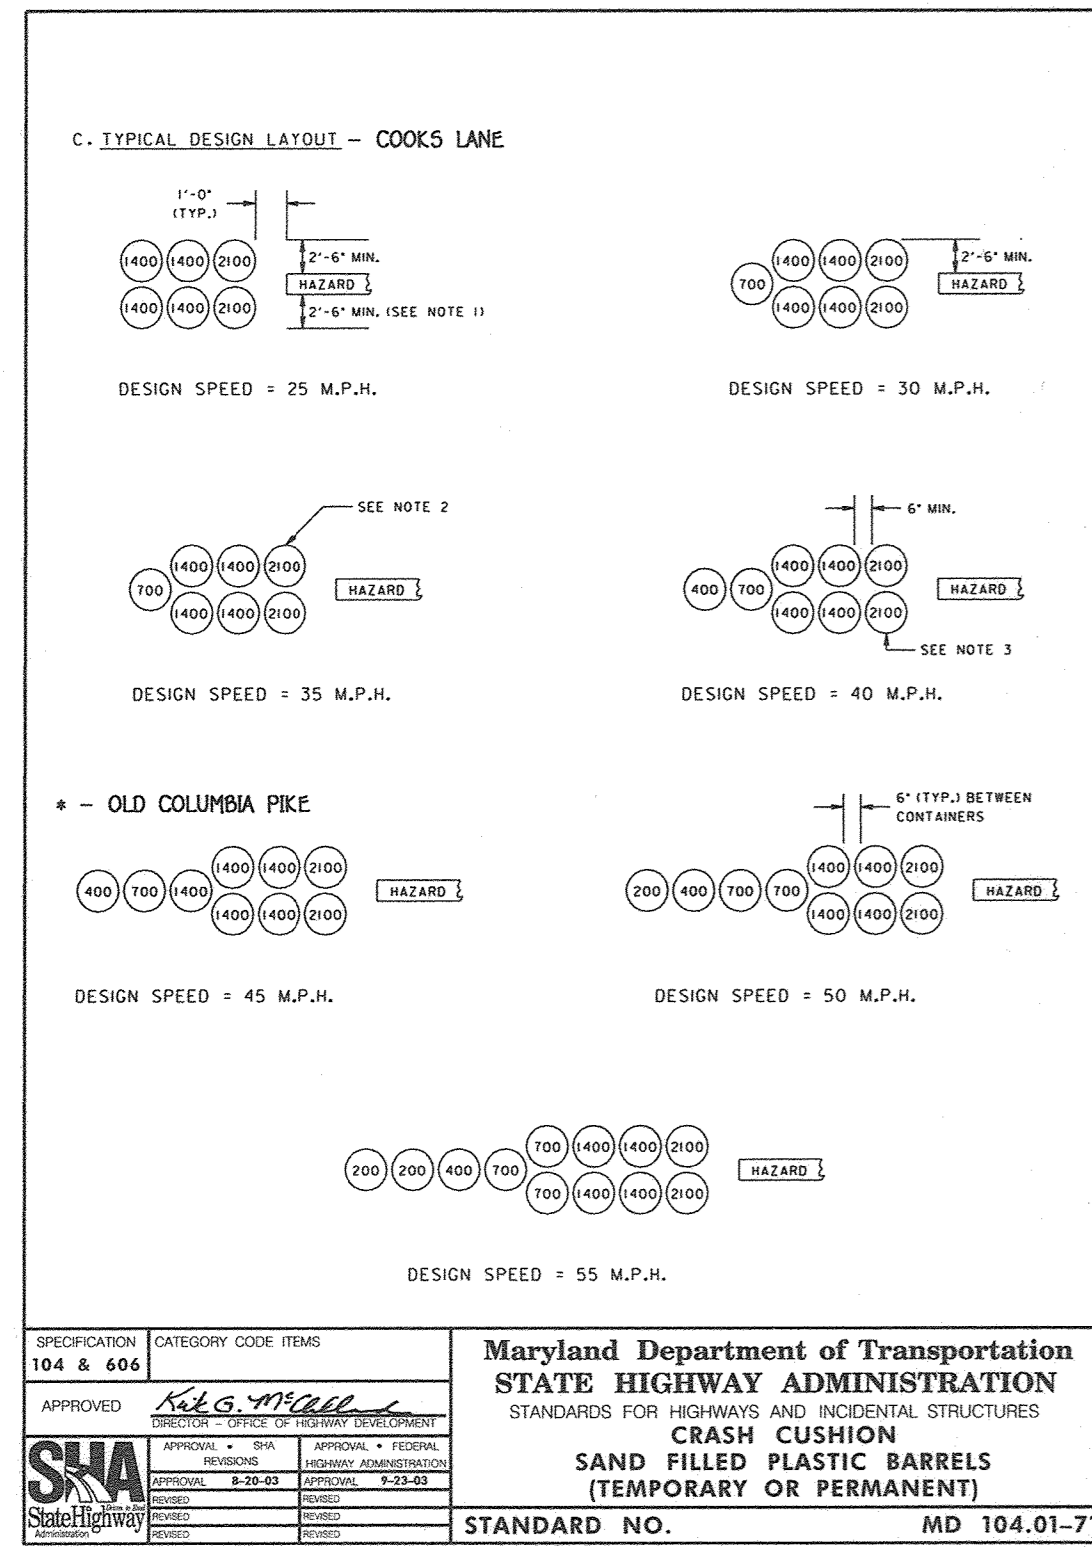 C. TYPICAL DESIGN LAYOUT - COOKS LANE
1'-0"
(TYP.)
1400 1400 2100
2'-6" MIN.
HAZARD
1400 1400 2100
2'-6" MIN. (SEE NOTE 1)
DESIGN SPEED = 25 M.P.H.
1400 1400 2100
2'-6" MIN.
700
HAZARD
1400 1400 2100
DESIGN SPEED = 30 M.P.H.
SEE NOTE 2
1400 1400 2100
700
HAZARD
1400 1400 2100
DESIGN SPEED = 35 M.P.H.
6" MIN.
1400 1400 2100
400 700
HAZARD
1400 1400 2100
SEE NOTE 3
DESIGN SPEED = 40 M.P.H.
* - OLD COLUMBIA PIKE
1400 1400 2100
400 700 1400
HAZARD
1400 1400 2100
DESIGN SPEED = 45 M.P.H.
6" (TYP.) BETWEEN
CONTAINERS
1400 1400 2100
200 400 700 700
HAZARD
1400 1400 2100
DESIGN SPEED = 50 M.P.H.
700 1400 1400 2100
200 200 400 700
HAZARD
700 1400 1400 2100
DESIGN SPEED = 55 M.P.H.
SPECIFICATION
104 & 606
CATEGORY CODE ITEMS
APPROVED
DIRECTOR - OFFICE OF HIGHWAY DEVELOPMENT
SHA
StateHighway
Administration
APPROVAL • SHA
REVISIONS
APPROVAL • FEDERAL
HIGHWAY ADMINISTRATION
APPROVAL 8-20-03
APPROVAL 9-23-03
REVISED
REVISED
REVISED
REVISED
REVISED
REVISED
Maryland Department of Transportation
STATE HIGHWAY ADMINISTRATION
STANDARDS FOR HIGHWAYS AND INCIDENTAL STRUCTURES
CRASH CUSHION
SAND FILLED PLASTIC BARRELS
(TEMPORARY OR PERMANENT)
STANDARD NO.
MD 104.01-7